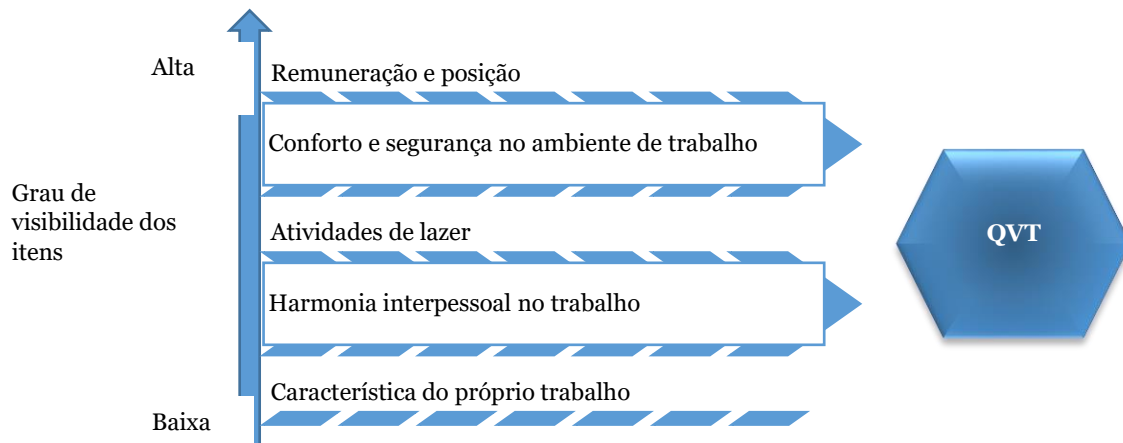 Alta
Remuneração e posição
Conforto e segurança no ambiente de trabalho
Grau de
visibilidade dos
itens
Atividades de lazer
QVT
Harmonia interpessoal no trabalho
Característica do próprio trabalho
Baixa